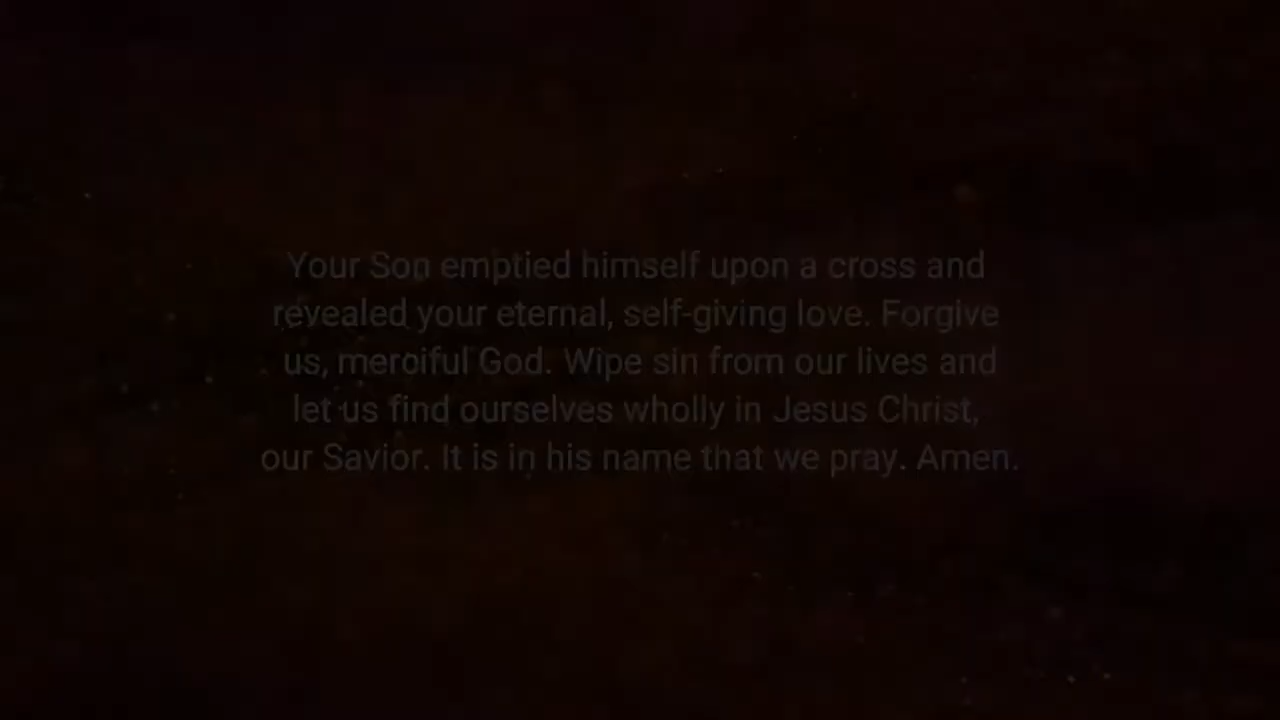 Your Son emptied himself upon a cross and
revealed your eternal, self-giving love. Forgive
us, merciful God. Wipe sin from our lives and
let us find ourselves wholly in Jesus Christ,
our Savior. It is in his name that we pray. Amen.